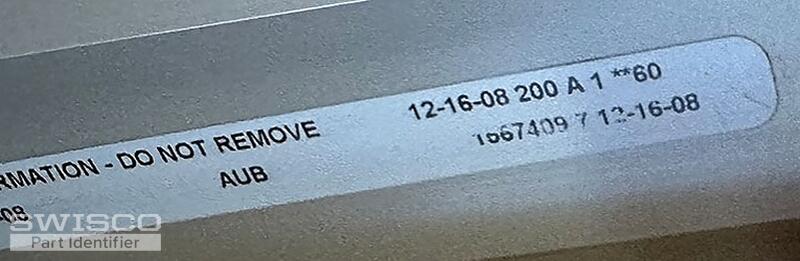 RMATION - DO NOT REMOVE 12-16-08 200 A 1 **60
-08 AUB 1667409 7 12-16-08
SWISCO
Part Identifier